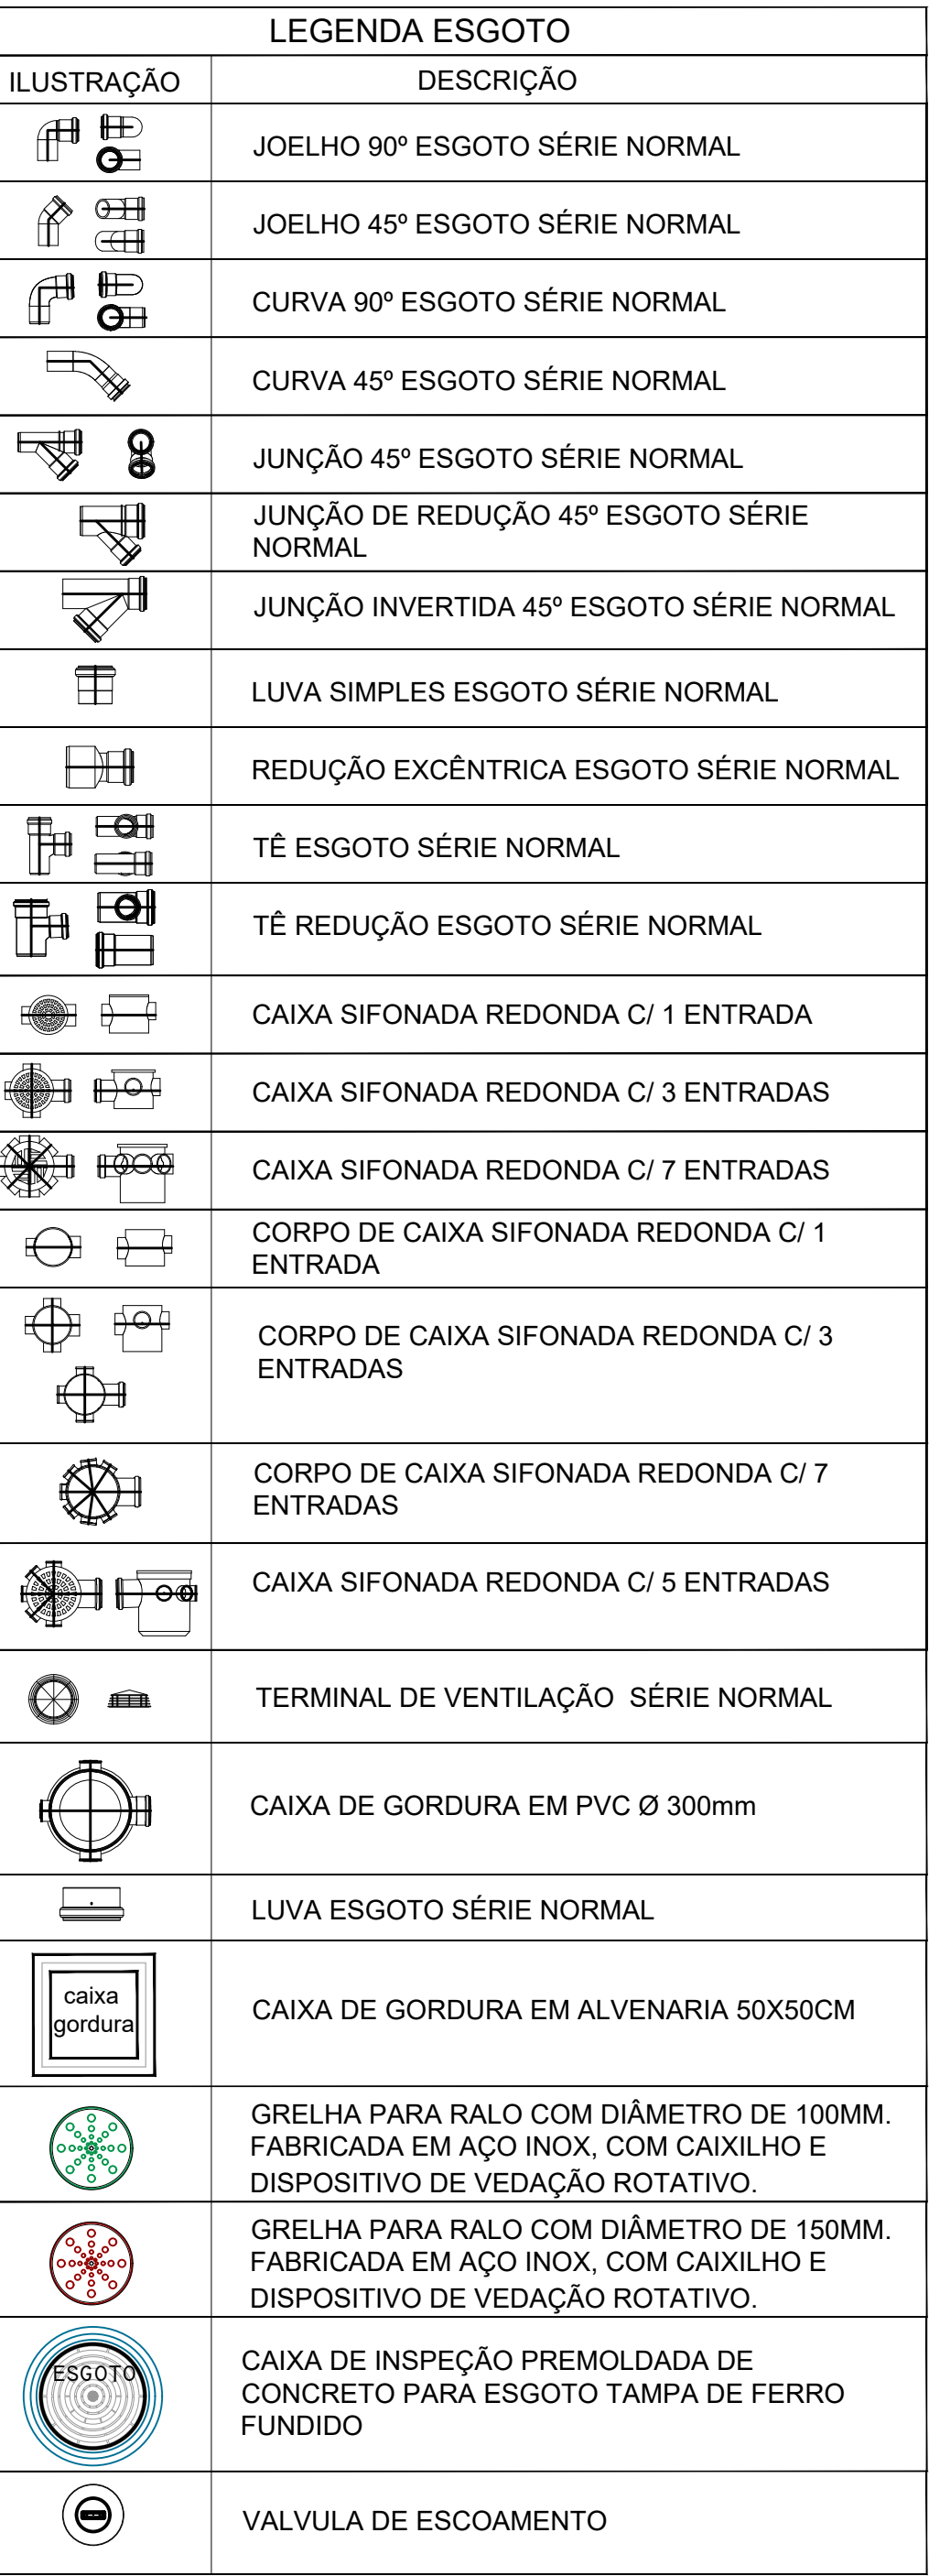 LEGENDA ESGOTO
ILUSTRAÇÃO
DESCRIÇÃO
JOELHO 90º ESGOTO SÉRIE NORMAL
JOELHO 45º ESGOTO SÉRIE NORMAL
CURVA 90º ESGOTO SÉRIE NORMAL
CURVA 45º ESGOTO SÉRIE NORMAL
JUNÇÃO 45º ESGOTO SÉRIE NORMAL
JUNÇÃO DE REDUÇÃO 45º ESGOTO SÉRIE
NORMAL
JUNÇÃO INVERTIDA 45º ESGOTO SÉRIE NORMAL
LUVA SIMPLES ESGOTO SÉRIE NORMAL
REDUÇÃO EXCÊNTRICA ESGOTO SÉRIE NORMAL
TÊ ESGOTO SÉRIE NORMAL
TÊ REDUÇÃO ESGOTO SÉRIE NORMAL
CAIXA SIFONADA REDONDA C/ 1 ENTRADA
CAIXA SIFONADA REDONDA C/ 3 ENTRADAS
CAIXA SIFONADA REDONDA C/ 7 ENTRADAS
CORPO DE CAIXA SIFONADA REDONDA C/ 1
ENTRADA
CORPO DE CAIXA SIFONADA REDONDA C/ 3
ENTRADAS
CORPO DE CAIXA SIFONADA REDONDA C/ 7
ENTRADAS
CAIXA SIFONADA REDONDA C/ 5 ENTRADAS
TERMINAL DE VENTILAÇÃO SÉRIE NORMAL
CAIXA DE GORDURA EM PVC Ø 300mm
LUVA ESGOTO SÉRIE NORMAL
caixa
gordura
CAIXA DE GORDURA EM ALVENARIA 50X50CM
GRELHA PARA RALO COM DIÂMETRO DE 100MM.
FABRICADA EM AÇO INOX, COM CAIXILHO E
DISPOSITIVO DE VEDAÇÃO ROTATIVO.
GRELHA PARA RALO COM DIÂMETRO DE 150MM.
FABRICADA EM AÇO INOX, COM CAIXILHO E
DISPOSITIVO DE VEDAÇÃO ROTATIVO.
ESGOTO
CAIXA DE INSPEÇÃO PREMOLDADA DE
CONCRETO PARA ESGOTO TAMPA DE FERRO
FUNDIDO
VALVULA DE ESCOAMENTO